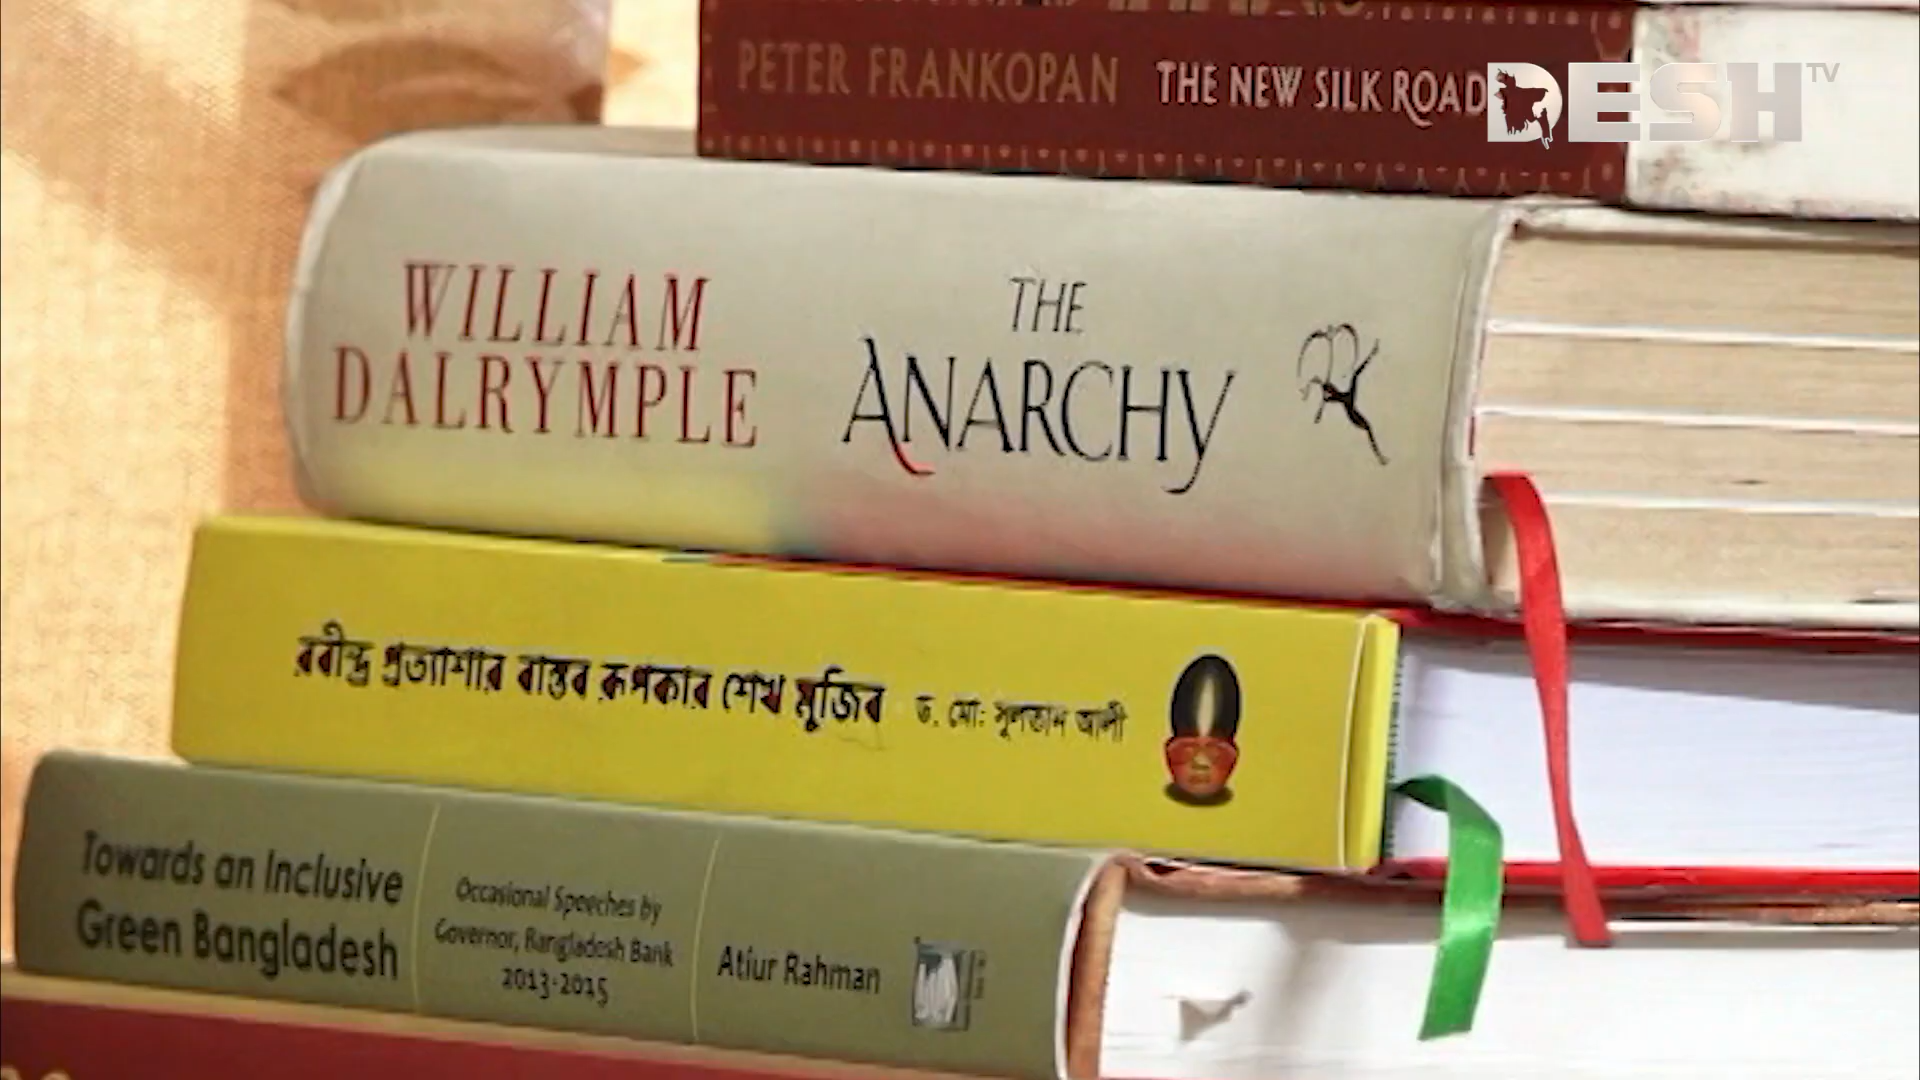 PETER FRANKOPAN THE NEW SILK ROAD
DESH TV
WILLIAM
DALRYMPLE
THE
ANARCHY
রবীন্দ্র প্রত্যাশার বাস্তব রূপকার শেখ মুজিব ড. মো: সুলতান আলী
Towards an Inclusive
Green Bangladesh
Occasional Speeches by
Governor, Bangladesh Bank
2013-2015
Atiur Rahman